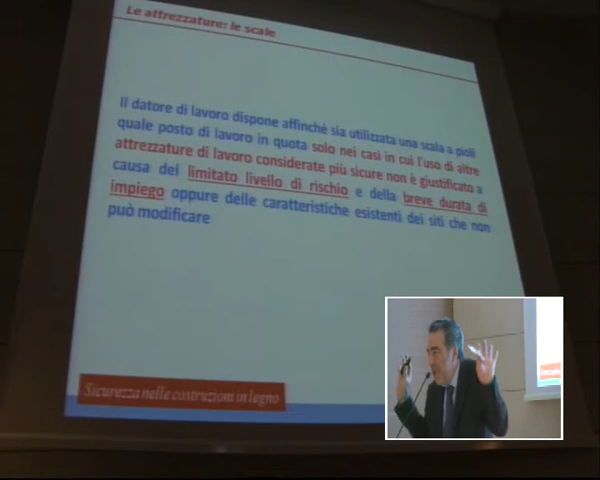 Le attrezzature: le scale
Il datore di lavoro dispone affinché sia utilizzata una scala a pioli
quale posto di lavoro in quota solo nei casi in cui l'uso di altre
attrezzature di lavoro considerate più sicure non è giustificato a
causa del limitato livello di rischio e della breve durata di
impiego oppure delle caratteristiche esistenti dei siti che non
può modificare
Sicurezza nelle costruzioni in legno